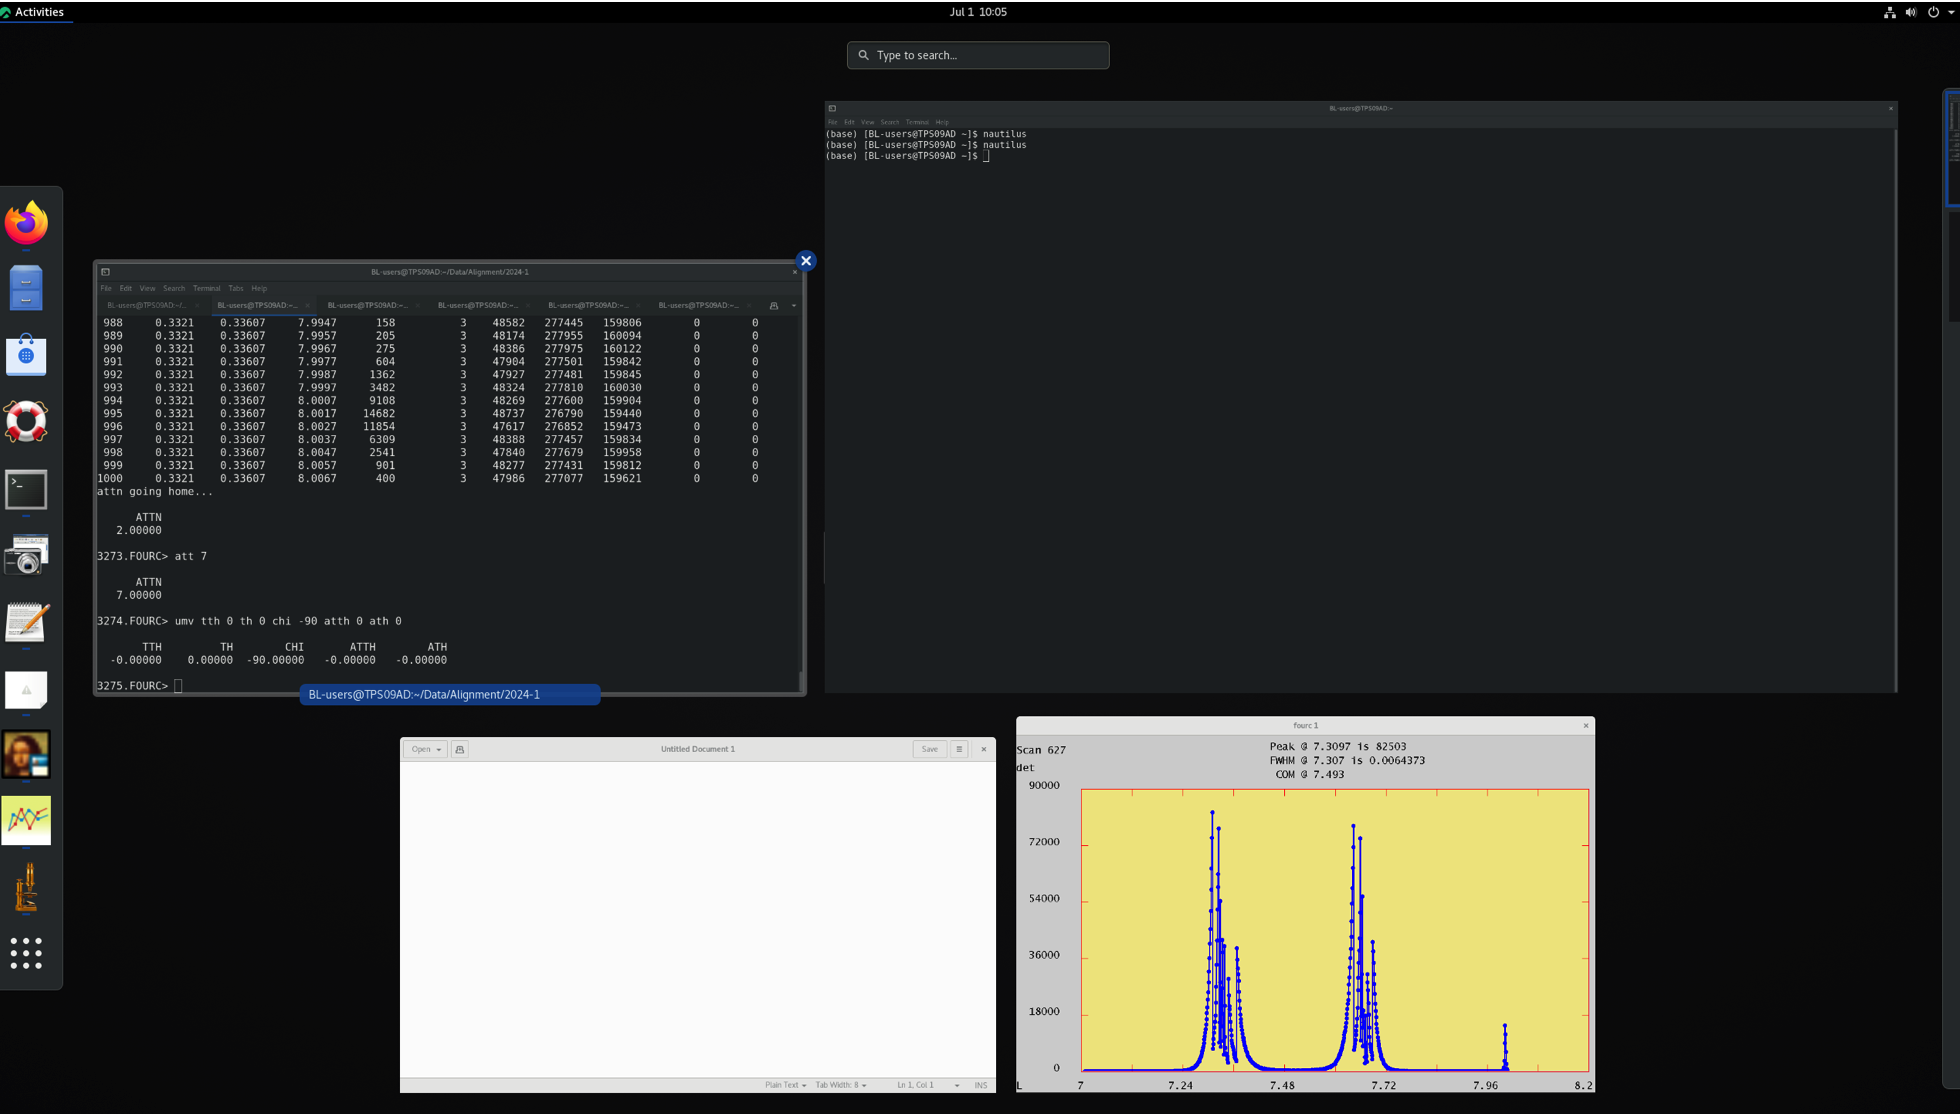 Activities
Jul 1 10:05
Type to search...
BL-users@TPS09AD:~
File Edit View Search Terminal Help
(base) [BL-users@TPS09AD ~]$ nautilus
(base) [BL-users@TPS09AD ~]$ nautilus
(base) [BL-users@TPS09AD ~]$
BL-users@TPS09AD:~/Data/Alignment/2024-1
File Edit View Search Terminal Tabs Help
BL-users@TPS09AD:~/... BL-users@TPS09AD:~... BL-users@TPS09AD:~... BL-users@TPS09AD:~... BL-users@TPS09AD:~... BL-users@TPS09AD:~...
988 0.3321 0.33607 7.9947 158 3 48582 277445 159806 0 0
989 0.3321 0.33607 7.9957 205 3 48174 277955 160094 0 0
990 0.3321 0.33607 7.9967 275 3 48386 277975 160122 0 0
991 0.3321 0.33607 7.9977 604 3 47904 277501 159842 0 0
992 0.3321 0.33607 7.9987 1362 3 47927 277481 159845 0 0
993 0.3321 0.33607 7.9997 3482 3 48324 277810 160030 0 0
994 0.3321 0.33607 8.0007 9108 3 48269 277600 159904 0 0
995 0.3321 0.33607 8.0017 14682 3 48737 276790 159440 0 0
996 0.3321 0.33607 8.0027 11854 3 47617 276852 159473 0 0
997 0.3321 0.33607 8.0037 6309 3 48388 277457 159834 0 0
998 0.3321 0.33607 8.0047 2541 3 47840 277679 159958 0 0
999 0.3321 0.33607 8.0057 901 3 48277 277431 159812 0 0
1000 0.3321 0.33607 8.0067 400 3 47986 277077 159621 0 0
attn going home...
ATTN
2.00000
3273.FOURC> att 7
ATTN
7.00000
3274.FOURC> umv tth 0 th 0 chi -90 atth 0 ath 0
TTH TH CHI ATTH ATH
-0.00000 0.00000 -90.00000 -0.00000 -0.00000
3275.FOURC>
BL-users@TPS09AD:~/Data/Alignment/2024-1
Open Untitled Document 1 Save
Plain Text Tab Width: 8 Ln 1, Col 1 INS
fourc 1
Scan 627
det
Peak @ 7.3097 is 82503
FWHM @ 7.307 is 0.0064373
COM @ 7.493
90000
72000
54000
36000
18000
0
L 7 7.24 7.48 7.72 7.96 8.2